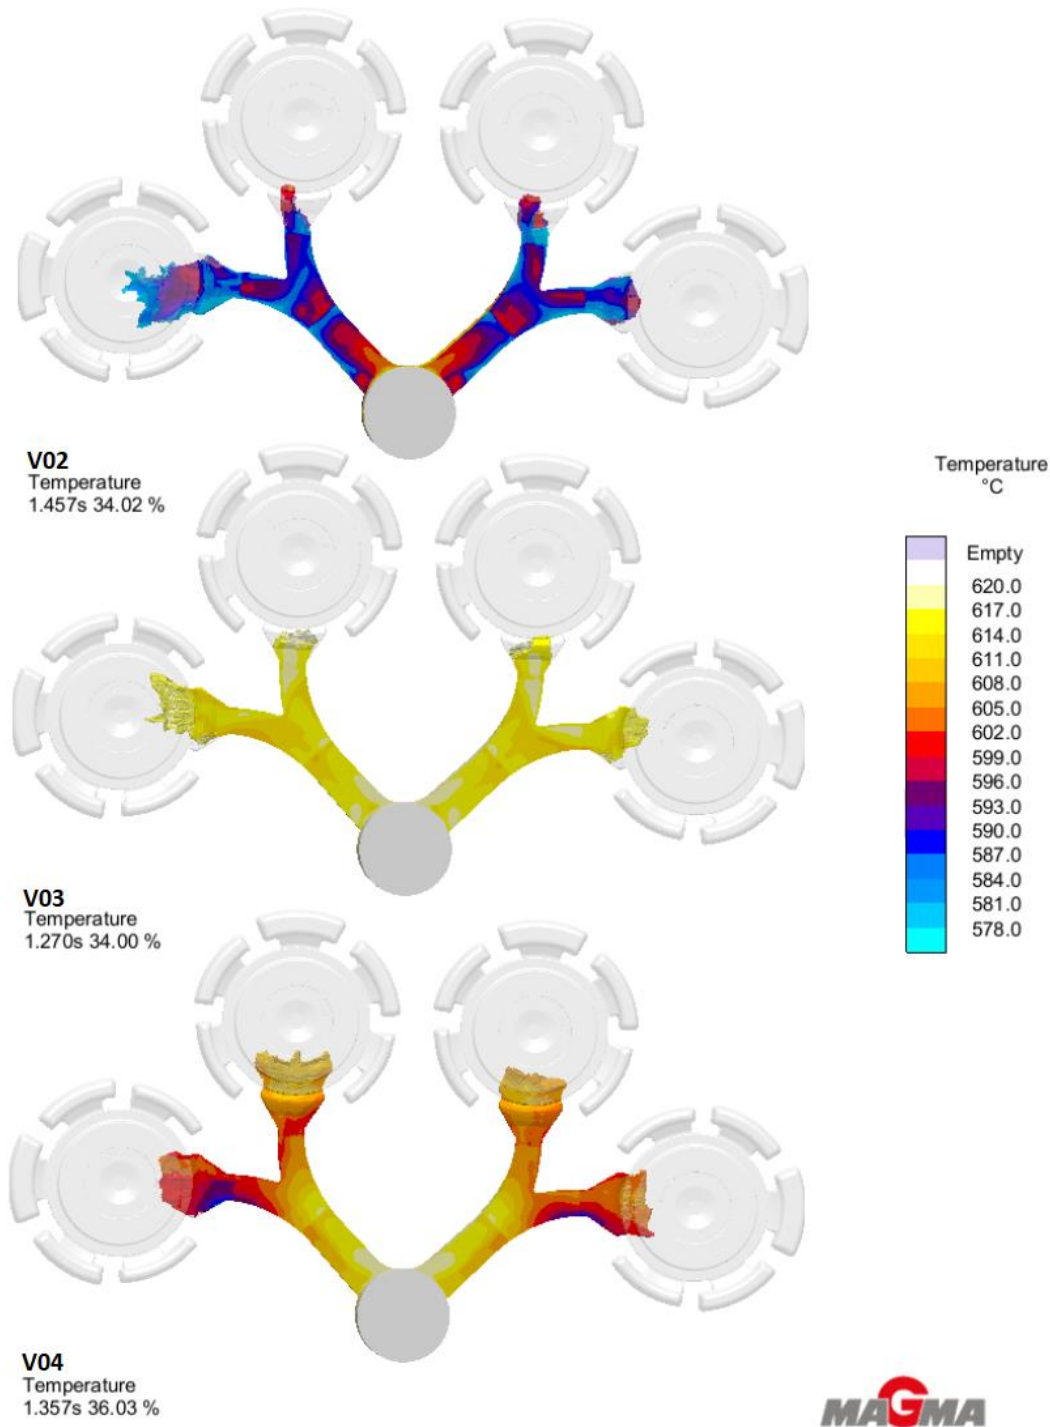 V02
Temperature
1.457s 34.02 %
Temperature
°C
Empty
620.0
617.0
614.0
611.0
608.0
605.0
602.0
599.0
596.0
593.0
590.0
587.0
584.0
581.0
578.0
V03
Temperature
1.270s 34.00 %
V04
Temperature
1.357s 36.03 %
MAGMA